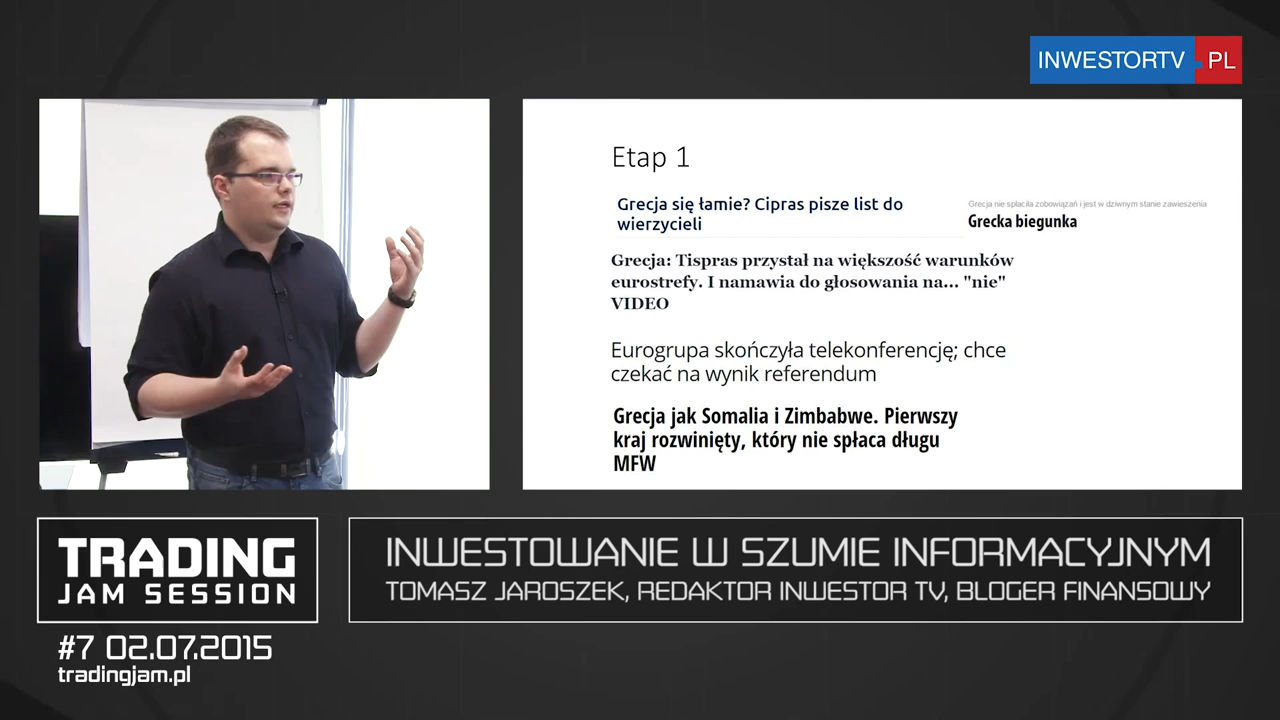 INWESTORTV.PL
Etap 1
Grecja się łamie? Cipras pisze list do
wierzycieli
Grecja nie spłaciła zobowiązań i jest w dziwnym stanie zawieszenia
Grecka biegunka
Grecja: Tispras przystał na większość warunków
eurostrefy. I namawia do głosowania na... "nie"
VIDEO
Eurogrupa skończyła telekonferencję; chce
czekać na wynik referendum
Grecja jak Somalia i Zimbabwe. Pierwszy
kraj rozwinięty, który nie spłaca długu
MFW
TRADING
JAM SESSION
INWESTOWANIE W SZUMIE INFORMACYJNYM
TOMASZ JAROSZEK, REDAKTOR INWESTOR TV, BLOGER FINANSOWY
#7 02.07.2015
tradingjam.pl